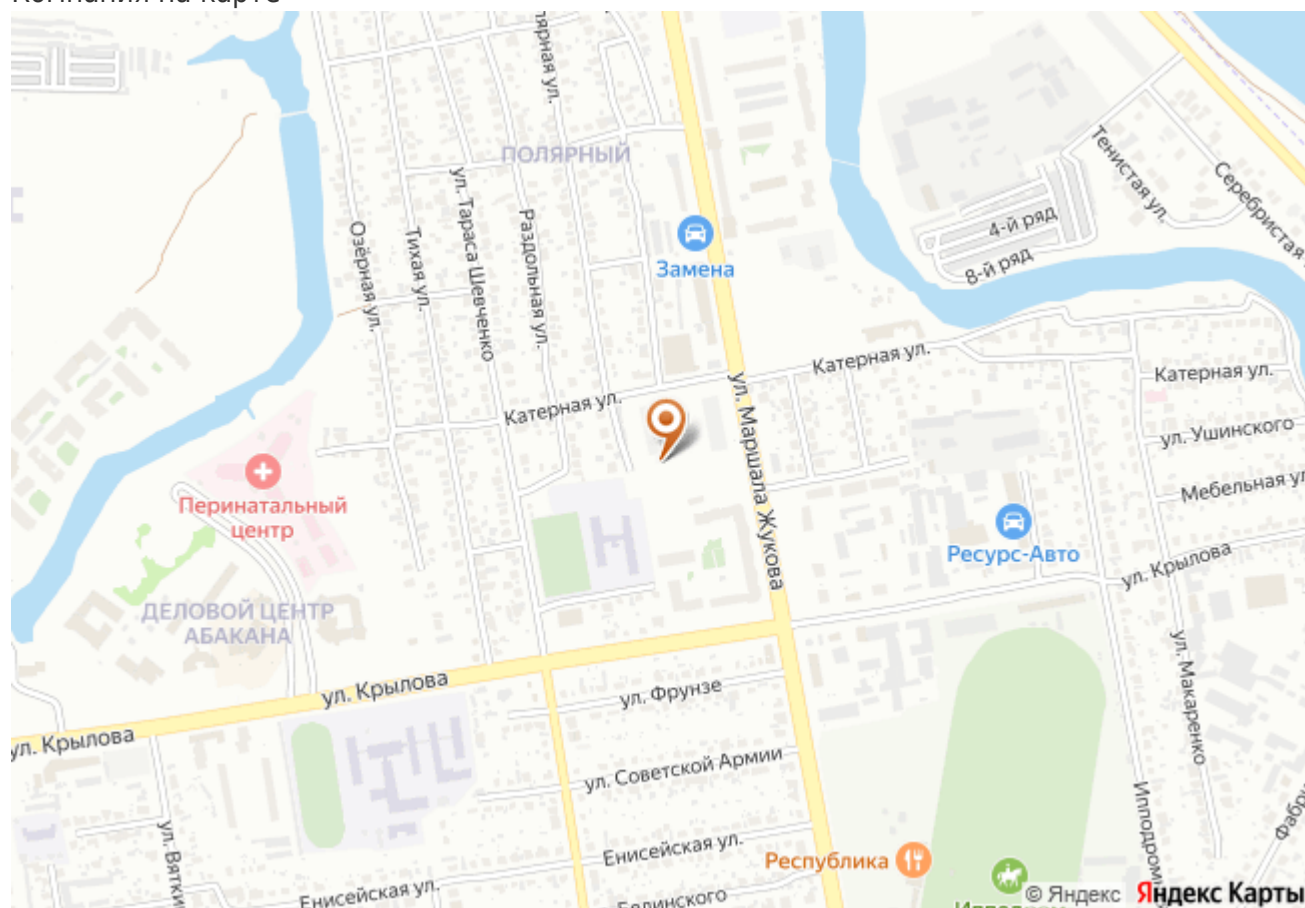 Компания на карте
ПОЛЯРНЫЙ
ул. Тараса Шевченко
Раздольная ул.
Озёрная ул.
Тихая ул.
Замена
Тенистая ул.
Серебристая
4-й ряд
8-й ряд
Катерная ул.
Катерная ул.
Катерная ул.
ул. Маршала Жукова
ул. Ушинского
Мебельная ул
Перинатальный
центр
Ресурс-Авто
ул. Крылова
ДЕЛОВОЙ ЦЕНТР
АБАКАНА
ул. Крылова
ул. Крылова
ул. Фрунзе
ул. Макаренко
ул. Советской Армии
Енисейская ул.
Енисейская ул.
Республика
© Яндекс Яндекс Карты